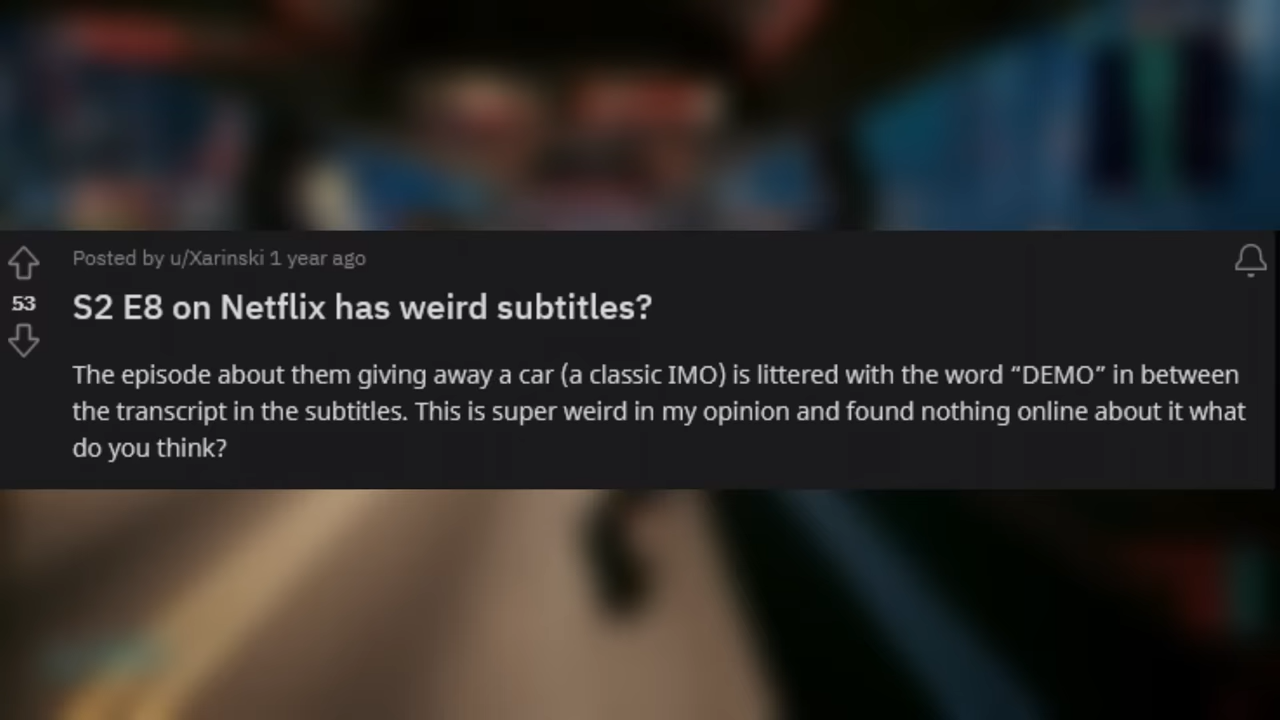 Posted by u/Xarinski 1 year ago
53
S2 E8 on Netflix has weird subtitles?
The episode about them giving away a car (a classic IMO) is littered with the word “DEMO” in between
the transcript in the subtitles. This is super weird in my opinion and found nothing online about it what
do you think?